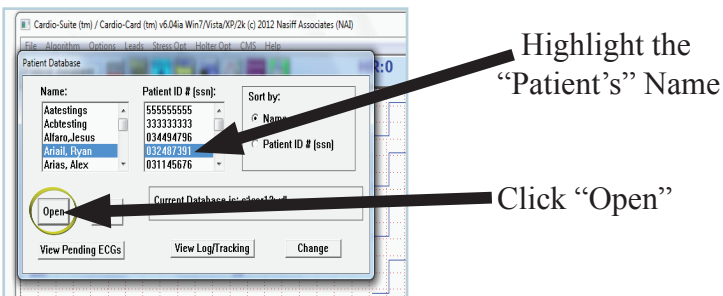 Cardio-Suite (tm) / Cardio-Card (tm) v6.04ia Win7/Vista/XP/2k (c) 2012 Nasiff Associates (NAI)
File Algorithm Options Leads Stress Opt Holter Opt CMS Help
Patient Database
R:0
Name: Patient ID # (ssn): Sort by:
Aatestings 555555555
Acbtesting 333333333 Name
Alfaro,Jesus 034494796
Ariail, Ryan 032487391 Patient ID # (ssn)
Arias, Alex 031145676
Open Current Database is:
View Pending ECGs View Log/Tracking Change
Highlight the
“Patient’s” Name
Click “Open”